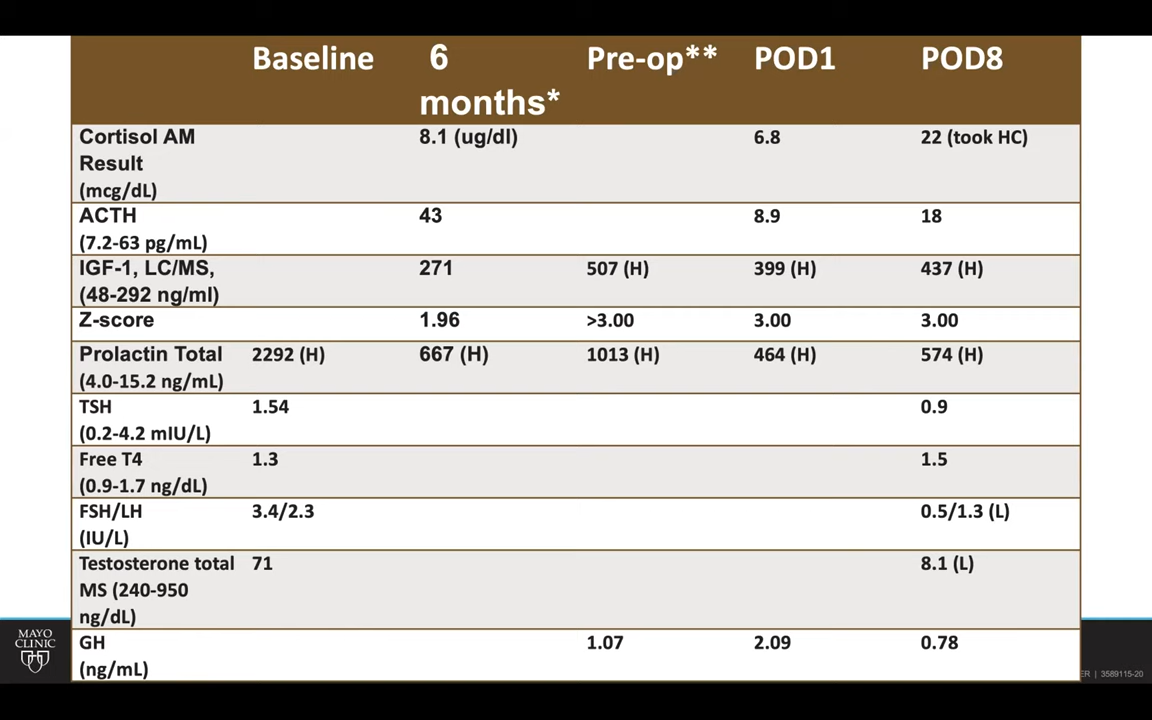 Baseline 6 months* Pre-op** POD1 POD8
Cortisol AM Result (mcg/dL) 8.1 (ug/dl) 6.8 22 (took HC)
ACTH (7.2-63 pg/mL) 43 8.9 18
IGF-1, LC/MS, (48-292 ng/ml) 271 507 (H) 399 (H) 437 (H)
Z-score 1.96 >3.00 3.00 3.00
Prolactin Total (4.0-15.2 ng/mL) 2292 (H) 667 (H) 1013 (H) 464 (H) 574 (H)
TSH (0.2-4.2 mIU/L) 1.54 0.9
Free T4 (0.9-1.7 ng/dL) 1.3 1.5
FSH/LH (IU/L) 3.4/2.3 0.5/1.3 (L)
Testosterone total MS (240-950 ng/dL) 71 8.1 (L)
GH (ng/mL) 1.07 2.09 0.78
MAYO
CLINIC
ER | 3589115-20